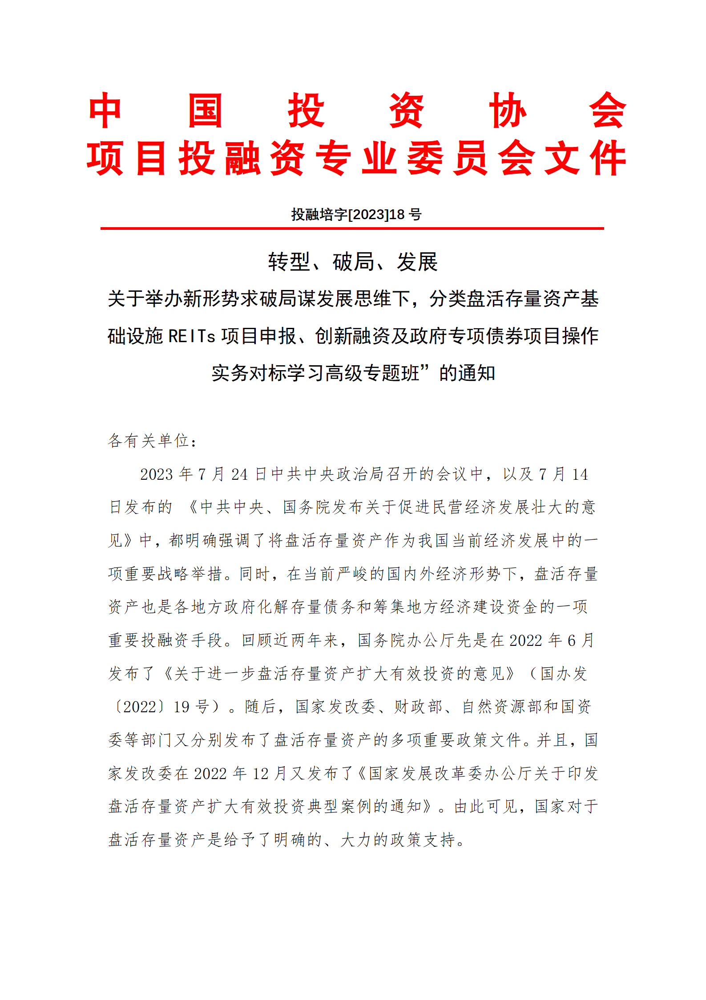 中国投资协会
项目投融资专业委员会文件
投融培字[2023]18 号
转型、破局、发展
关于举办新形势求破局谋发展思维下，分类盘活存量资产基
础设施 REITs 项目申报、创新融资及政府专项债券项目操作
实务对标学习高级专题班”的通知
各有关单位：
2023 年 7 月 24 日中共中央政治局召开的会议中，以及 7 月 14
日发布的 《中共中央、国务院发布关于促进民营经济发展壮大的意
见》中，都明确强调了将盘活存量资产作为我国当前经济发展中的一
项重要战略举措。同时，在当前严峻的国内外经济形势下，盘活存量
资产也是各地方政府化解存量债务和筹集地方经济建设资金的一项
重要投融资手段。回顾近两年来，国务院办公厅先是在 2022 年 6 月
发布了《关于进一步盘活存量资产扩大有效投资的意见》（国办发
〔2022〕19 号）。随后，国家发改委、财政部、自然资源部和国资
委等部门又分别发布了盘活存量资产的多项重要政策文件。并且，国
家发改委在 2022 年 12 月又发布了《国家发展改革委办公厅关于印发
盘活存量资产扩大有效投资典型案例的通知》。由此可见，国家对于
盘活存量资产是给予了明确的、大力的政策支持。